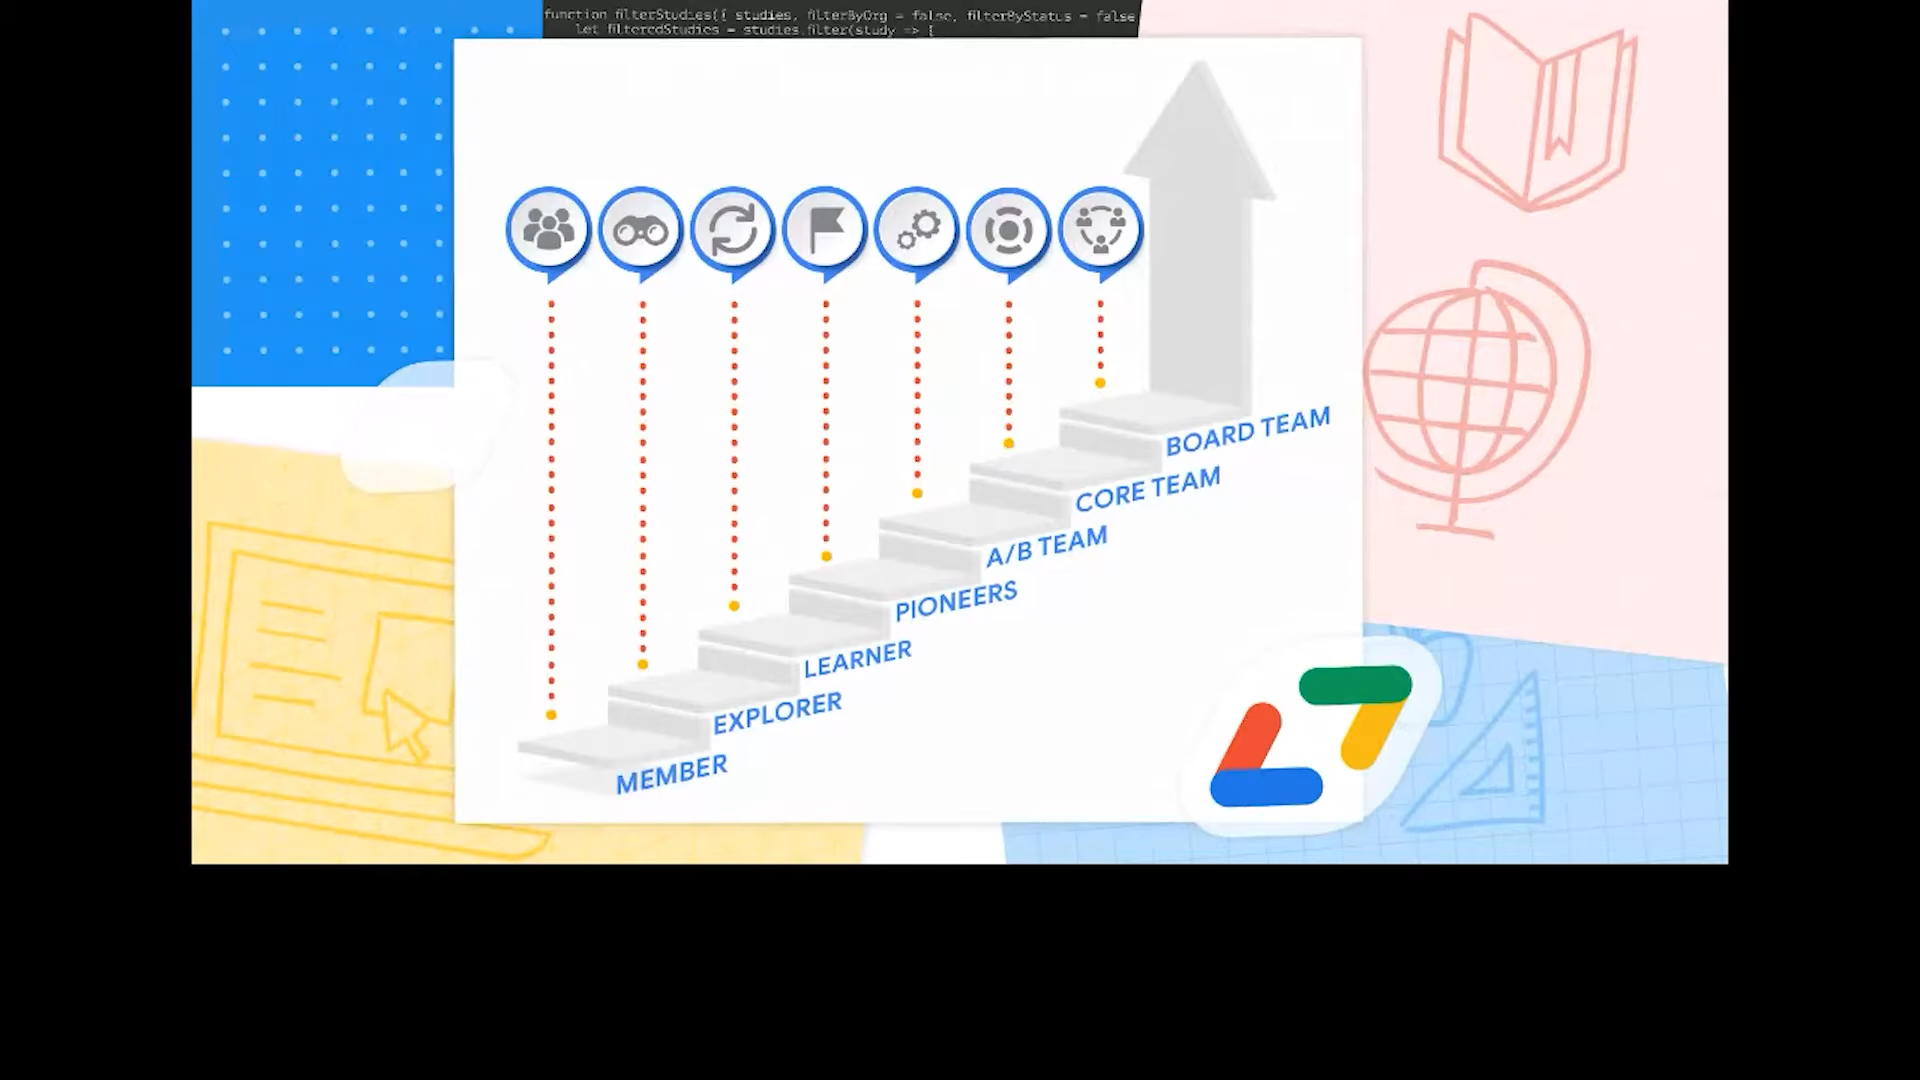 function filterStudies({ studies, filterByOrg = false, filterByStatus = false
let filteredStudies = studies.filter(study => {
BOARD TEAM
CORE TEAM
A/B TEAM
PIONEERS
LEARNER
EXPLORER
MEMBER